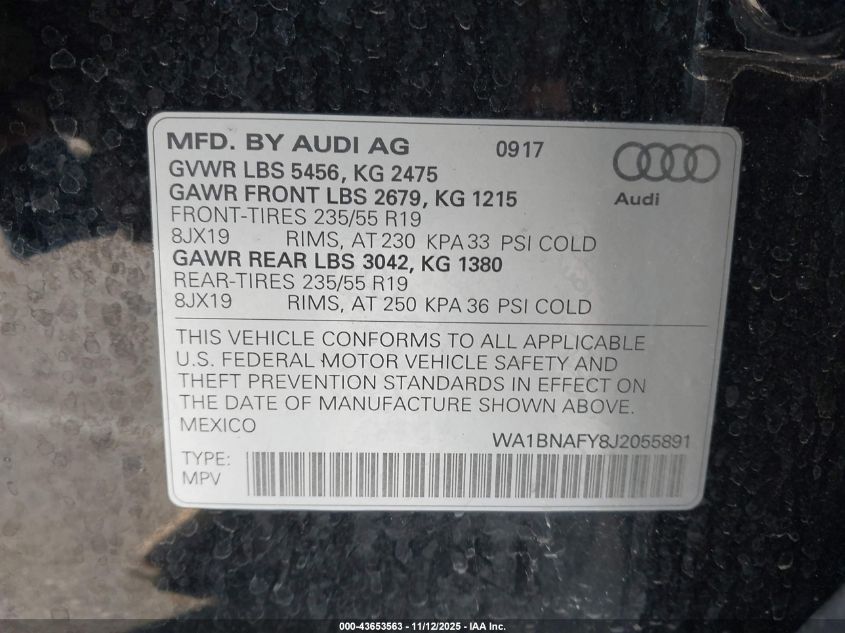 MFD. BY AUDI AG 0917
GVWR LBS 5456, KG 2475
GAWR FRONT LBS 2679, KG 1215
Audi
FRONT-TIRES 235/55 R19
8JX19 RIMS, AT 230 KPA 33 PSI COLD
GAWR REAR LBS 3042, KG 1380
REAR-TIRES 235/55 R19
8JX19 RIMS, AT 250 KPA 36 PSI COLD
THIS VEHICLE CONFORMS TO ALL APPLICABLE
U.S. FEDERAL MOTOR VEHICLE SAFETY AND
THEFT PREVENTION STANDARDS IN EFFECT ON
THE DATE OF MANUFACTURE SHOWN ABOVE.
MEXICO
WA1BNAFY8J2055891
TYPE:
MPV
000-43653563 - 11/12/2025 - IAA Inc.